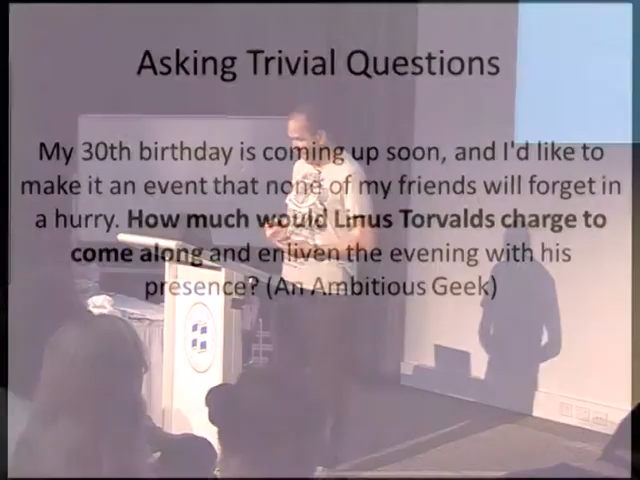 Asking Trivial Questions
My 30th birthday is coming up soon, and I'd like to
make it an event that none of my friends will forget in
a hurry. How much would Linus Torvalds charge to
come along and enliven the evening with his
presence? (An Ambitious Geek)